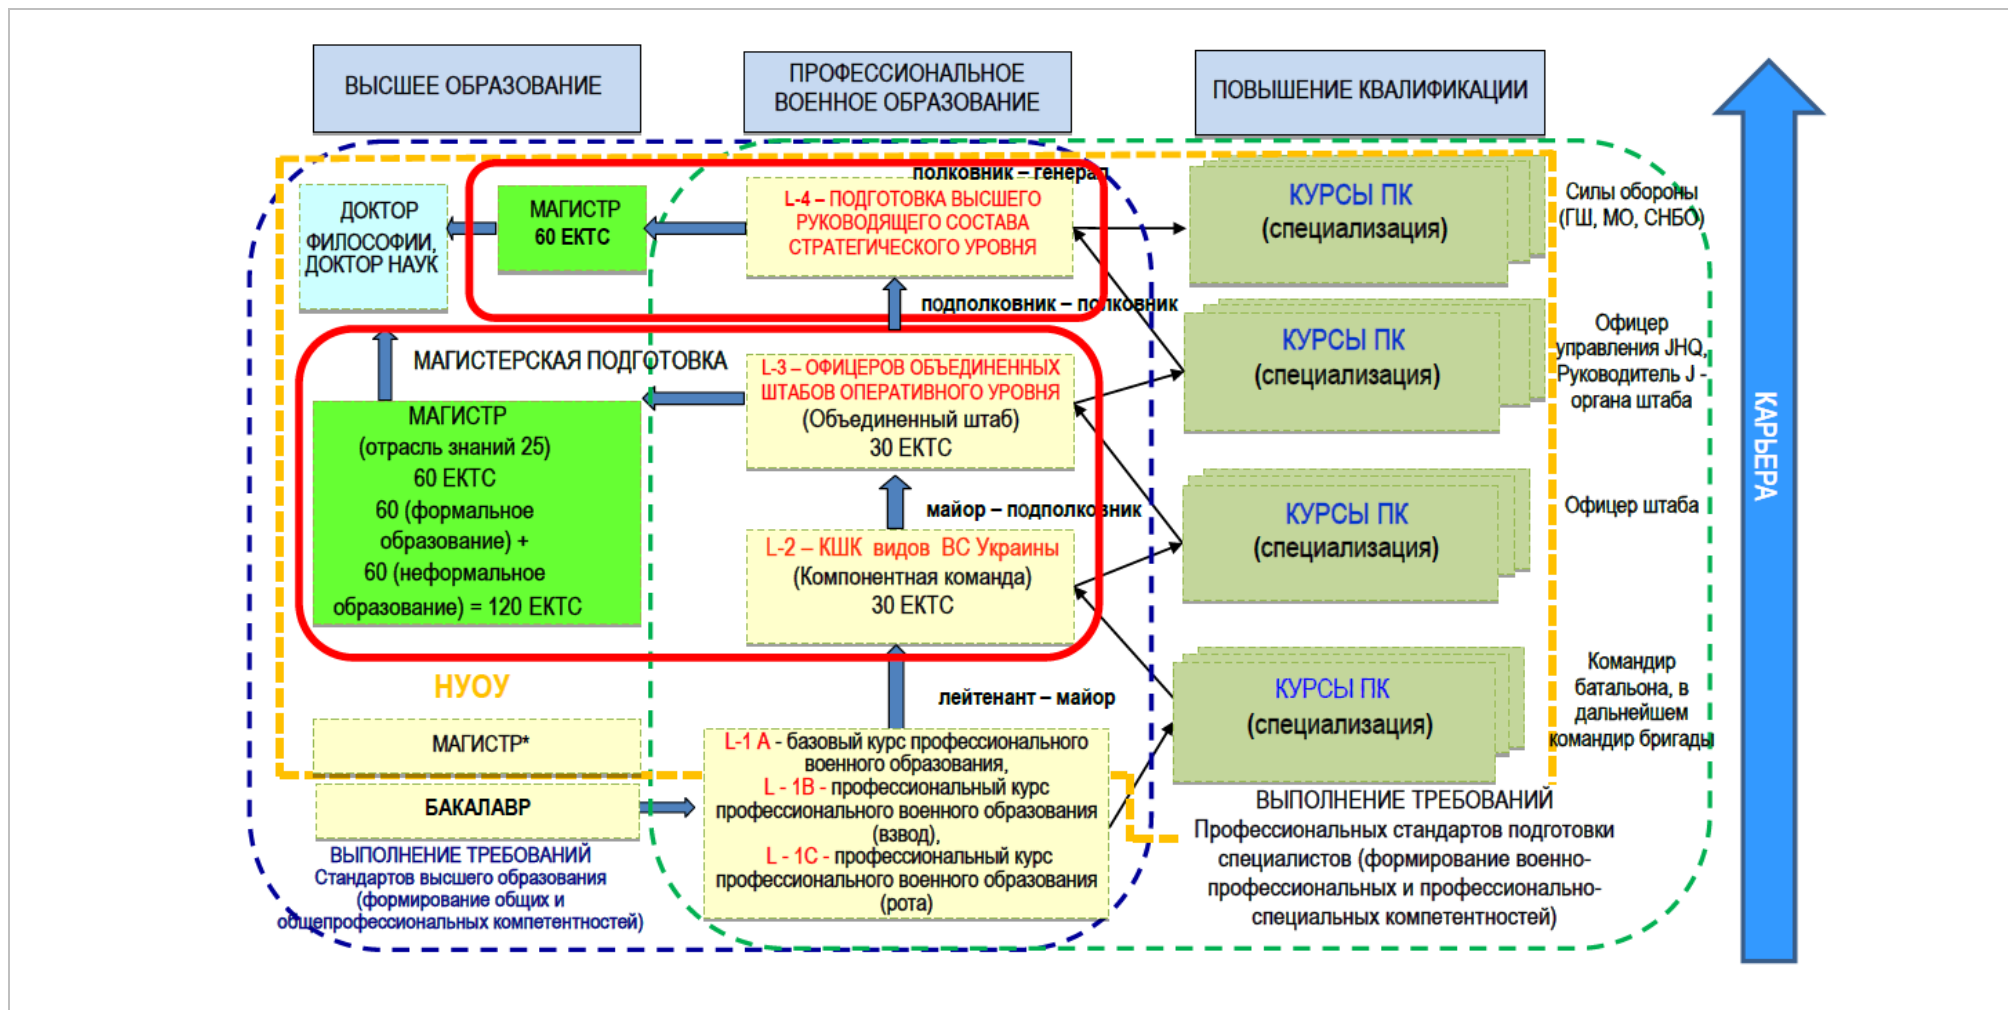 ВЫСШЕЕ ОБРАЗОВАНИЕ
ПРОФЕССИОНАЛЬНОЕ
ВОЕННОЕ ОБРАЗОВАНИЕ
ПОВЫШЕНИЕ КВАЛИФИКАЦИИ
полковник – генерал
ДОКТОР
ФИЛОСОФИИ,
ДОКТОР НАУК
МАГИСТР
60 ЕКТС
L-4 – ПОДГОТОВКА ВЫСШЕГО
РУКОВОДЯЩЕГО СОСТАВА
СТРАТЕГИЧЕСКОГО УРОВНЯ
КУРСЫ ПК
(специализация)
Силы обороны
(ГШ, МО, СНБО)
подполковник – полковник
МАГИСТЕРСКАЯ ПОДГОТОВКА
L-3 – ОФИЦЕРОВ ОБЪЕДИНЕННЫХ
ШТАБОВ ОПЕРАТИВНОГО УРОВНЯ
(Объединенный штаб)
30 ЕКТС
КУРСЫ ПК
(специализация)
Офицер
управления JHQ,
Руководитель J -
органа штаба
МАГИСТР
(отрасль знаний 25)
60 ЕКТС
60 (формальное
образование) +
60 (неформальное
образование) = 120 ЕКТС
майор – подполковник
L-2 – КШК видов ВС Украины
(Компонентная команда)
30 ЕКТС
КУРСЫ ПК
(специализация)
Офицер штаба
НУОУ
лейтенант – майор
КУРСЫ ПК
(специализация)
Командир
батальона, в
дальнейшем
командир бригады
МАГИСТР*
БАКАЛАВР
L-1 А - базовый курс профессионального
военного образования,
L - 1В - профессиональный курс
профессионального военного образования
(взвод),
L - 1С - профессиональный курс
профессионального военного образования
(рота)
ВЫПОЛНЕНИЕ ТРЕБОВАНИЙ
Стандартов высшего образования
(формирование общих и
общепрофессиональных компетентностей)
ВЫПОЛНЕНИЕ ТРЕБОВАНИЙ
Профессиональных стандартов подготовки
специалистов (формирование военно-
профессиональных и профессионально-
специальных компетентностей)
КАРЬЕРА